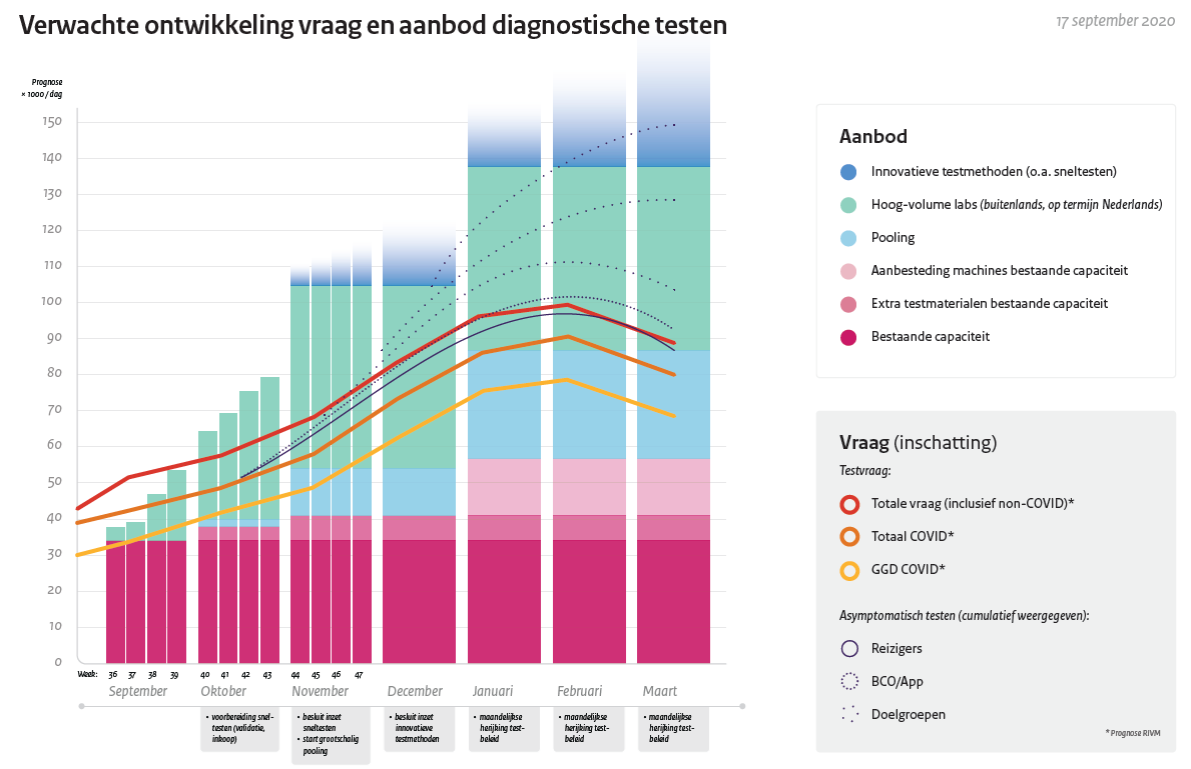 Verwachte ontwikkeling vraag en aanbod diagnostische testen
17 september 2020
Prognose
× 1000 / dag
150
140
130
120
110
100
90
80
70
60
50
40
30
20
10
0
Week: 36 37 38 39 40 41 42 43 44 45 46 47
September Oktober November December Januari Februari Maart
• voorbereiding snel-
testen (validatie,
inkoop)
• besluit inzet
sneltesten
• start grootschalig
pooling
• besluit inzet
innovatieve
testmethoden
• maandelijkse
herijking test-
beleid
• maandelijkse
herijking test-
beleid
• maandelijkse
herijking test-
beleid
Aanbod
Innovatieve testmethoden (o.a. sneltesten)
Hoog-volume labs (buitenlands, op termijn Nederlands)
Pooling
Aanbesteding machines bestaande capaciteit
Extra testmaterialen bestaande capaciteit
Bestaande capaciteit
Vraag (inschatting)
Testvraag:
Totale vraag (inclusief non-COVID)*
Totaal COVID*
GGD COVID*
Asymptomatisch testen (cumulatief weergegeven):
Reizigers
BCO/App
Doelgroepen
* Prognose RIVM